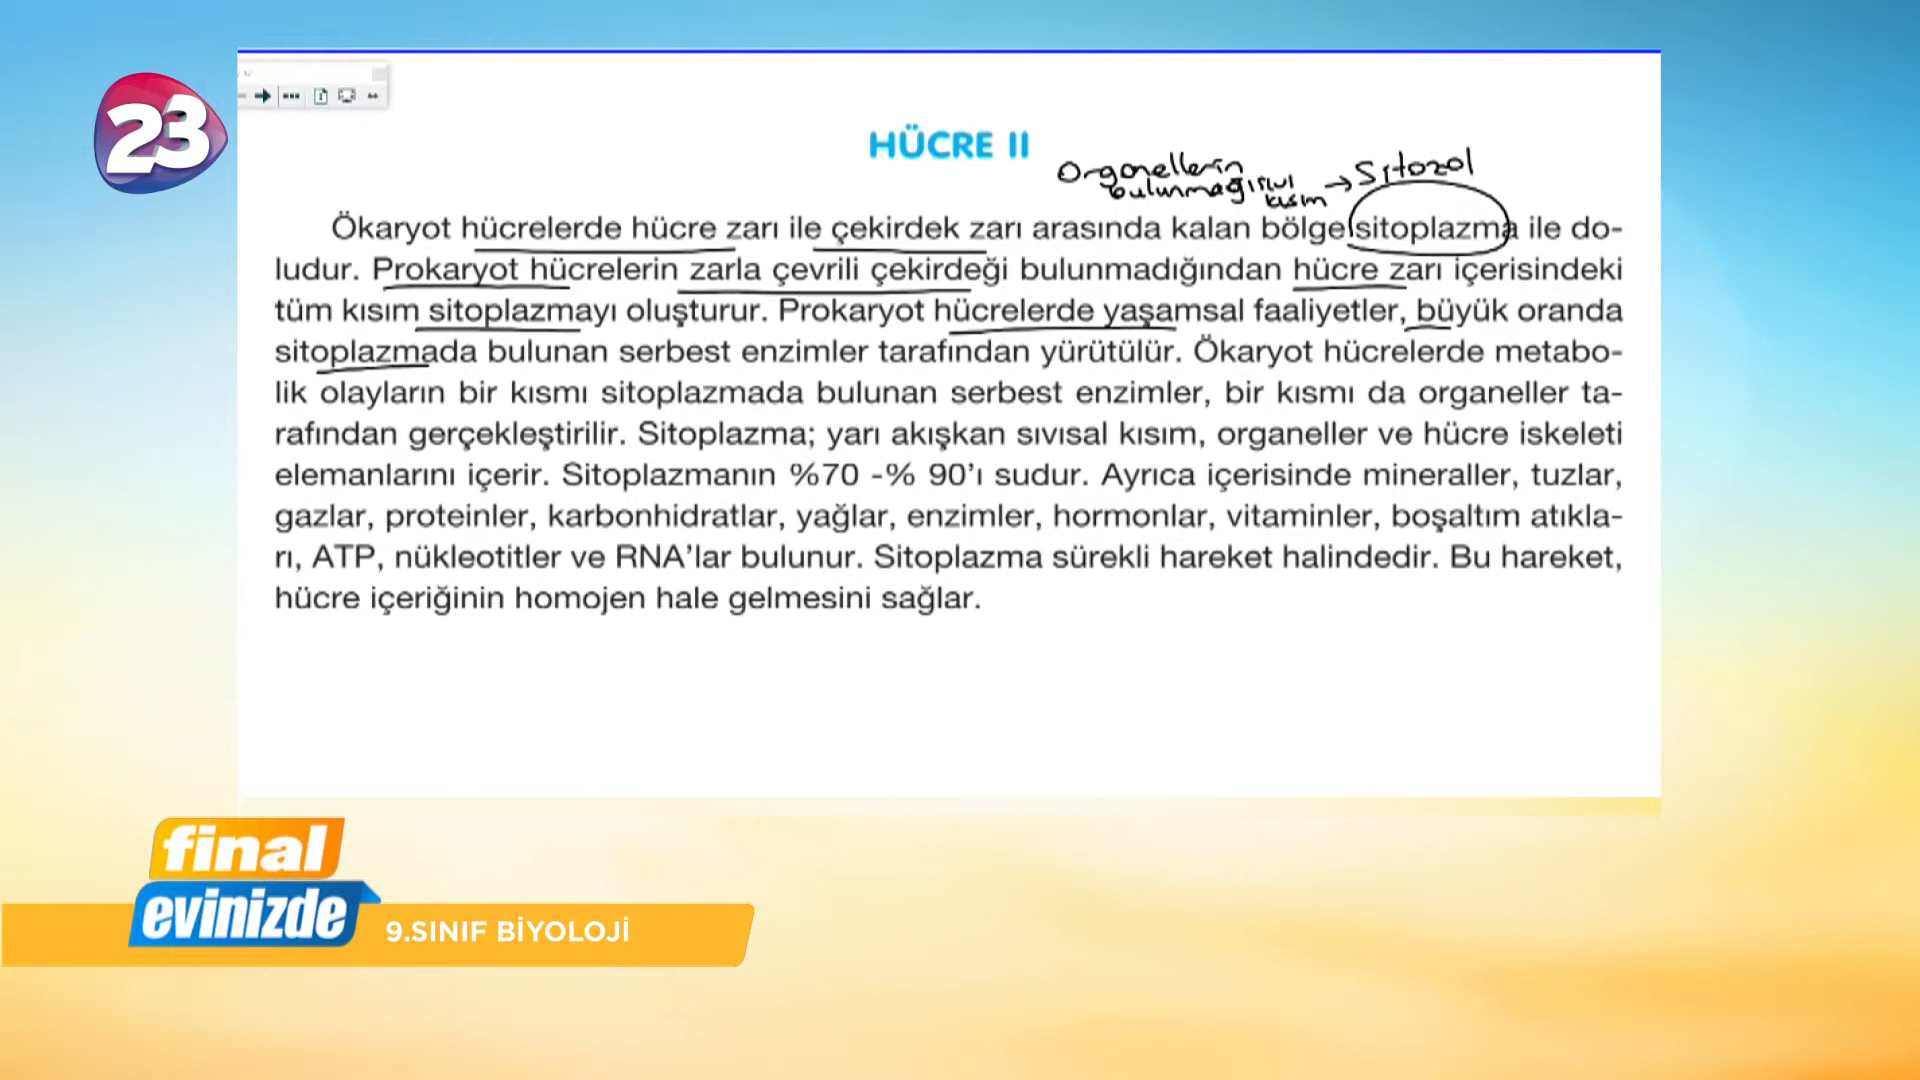 23
HÜCRE II
Organellerin
bulunmadığı sıvı
kısım → Sitozol
Ökaryot hücrelerde hücre zarı ile çekirdek zarı arasında kalan bölge sitoplazma ile do-
ludur. Prokaryot hücrelerin zarla çevrili çekirdeği bulunmadığından hücre zarı içerisindeki
tüm kısım sitoplazmayı oluşturur. Prokaryot hücrelerde yaşamsal faaliyetler, büyük oranda
sitoplazmada bulunan serbest enzimler tarafından yürütülür. Ökaryot hücrelerde metabo-
lik olayların bir kısmı sitoplazmada bulunan serbest enzimler, bir kısmı da organeller ta-
rafından gerçekleştirilir. Sitoplazma; yarı akışkan sıvısal kısım, organeller ve hücre iskeleti
elemanlarını içerir. Sitoplazmanın %70 -% 90’ı sudur. Ayrıca içerisinde mineraller, tuzlar,
gazlar, proteinler, karbonhidratlar, yağlar, enzimler, hormonlar, vitaminler, boşaltım atıkla-
rı, ATP, nükleotitler ve RNA’lar bulunur. Sitoplazma sürekli hareket halindedir. Bu hareket,
hücre içeriğinin homojen hale gelmesini sağlar.
final
evinizde
9.SINIF BİYOLOJİ